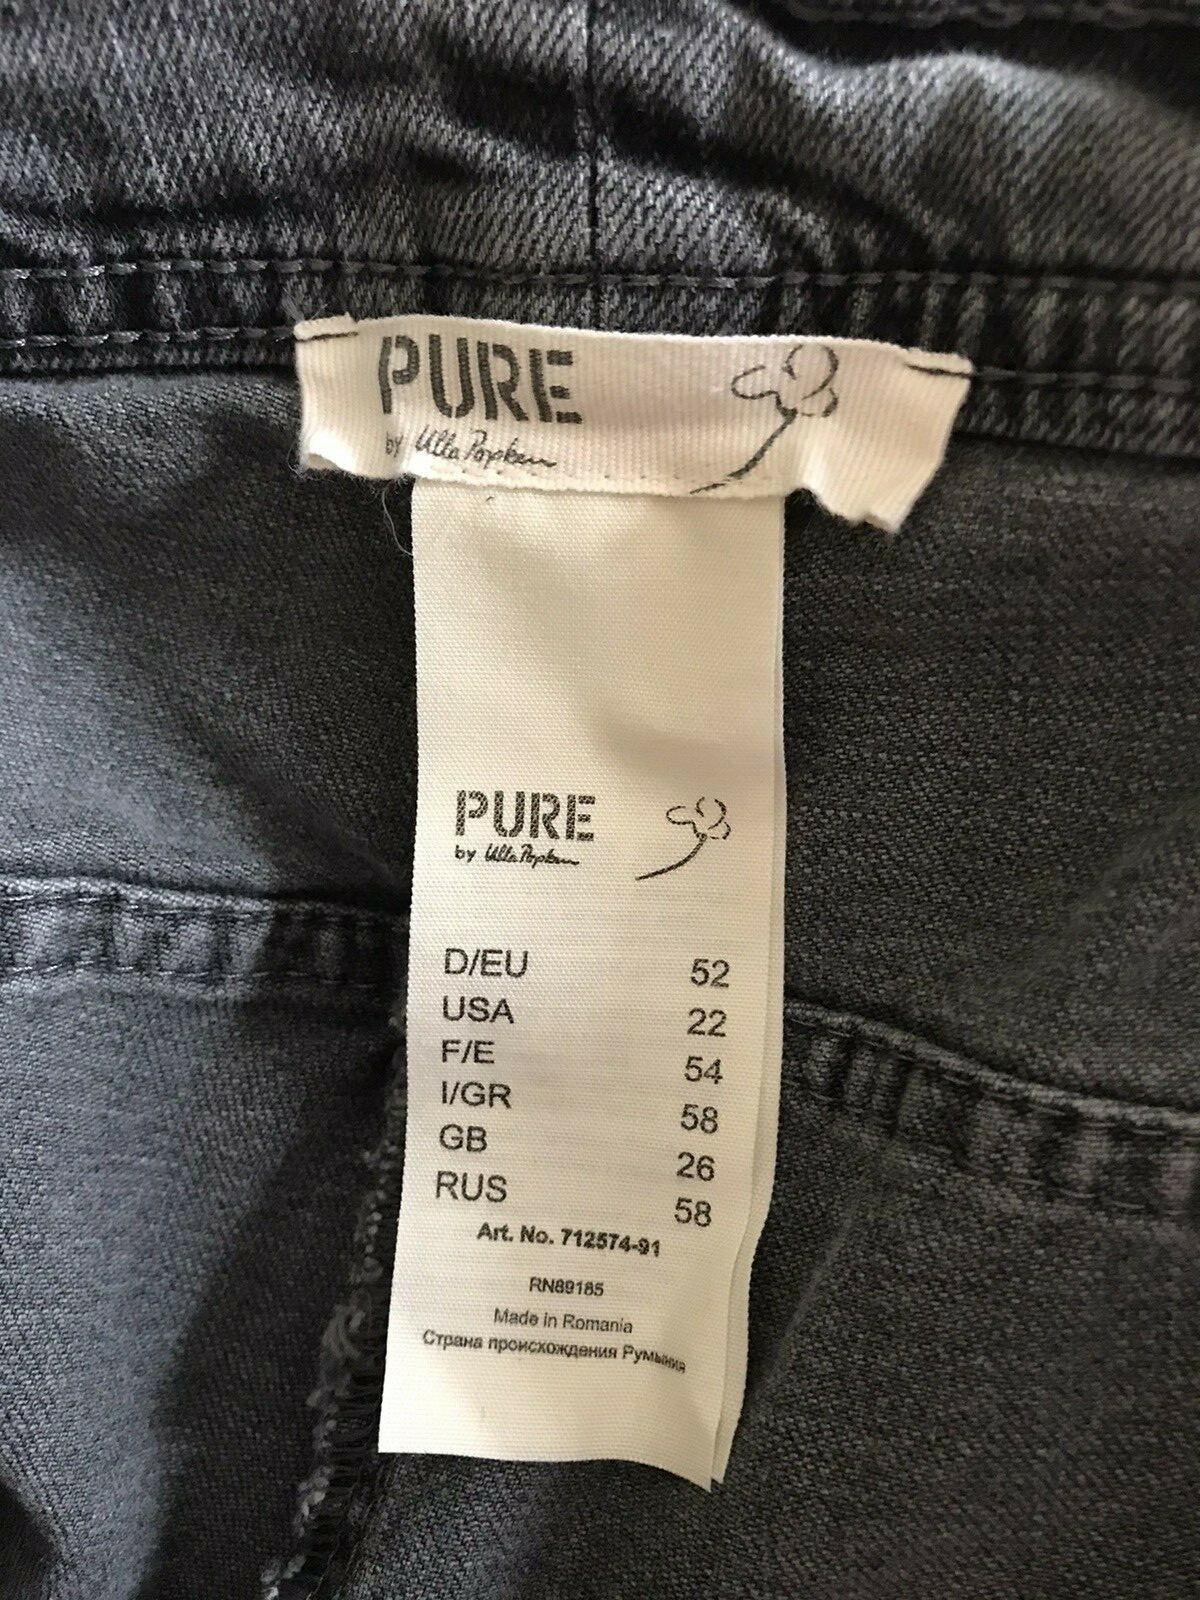 PURE
by Ulla Popken
PURE
by Ulla Popken
D/EU 52
USA 22
F/E 54
I/GR 58
GB 26
RUS 58
Art. No. 712574-91
RN89185
Made in Romania
Страна происхождения Румыния